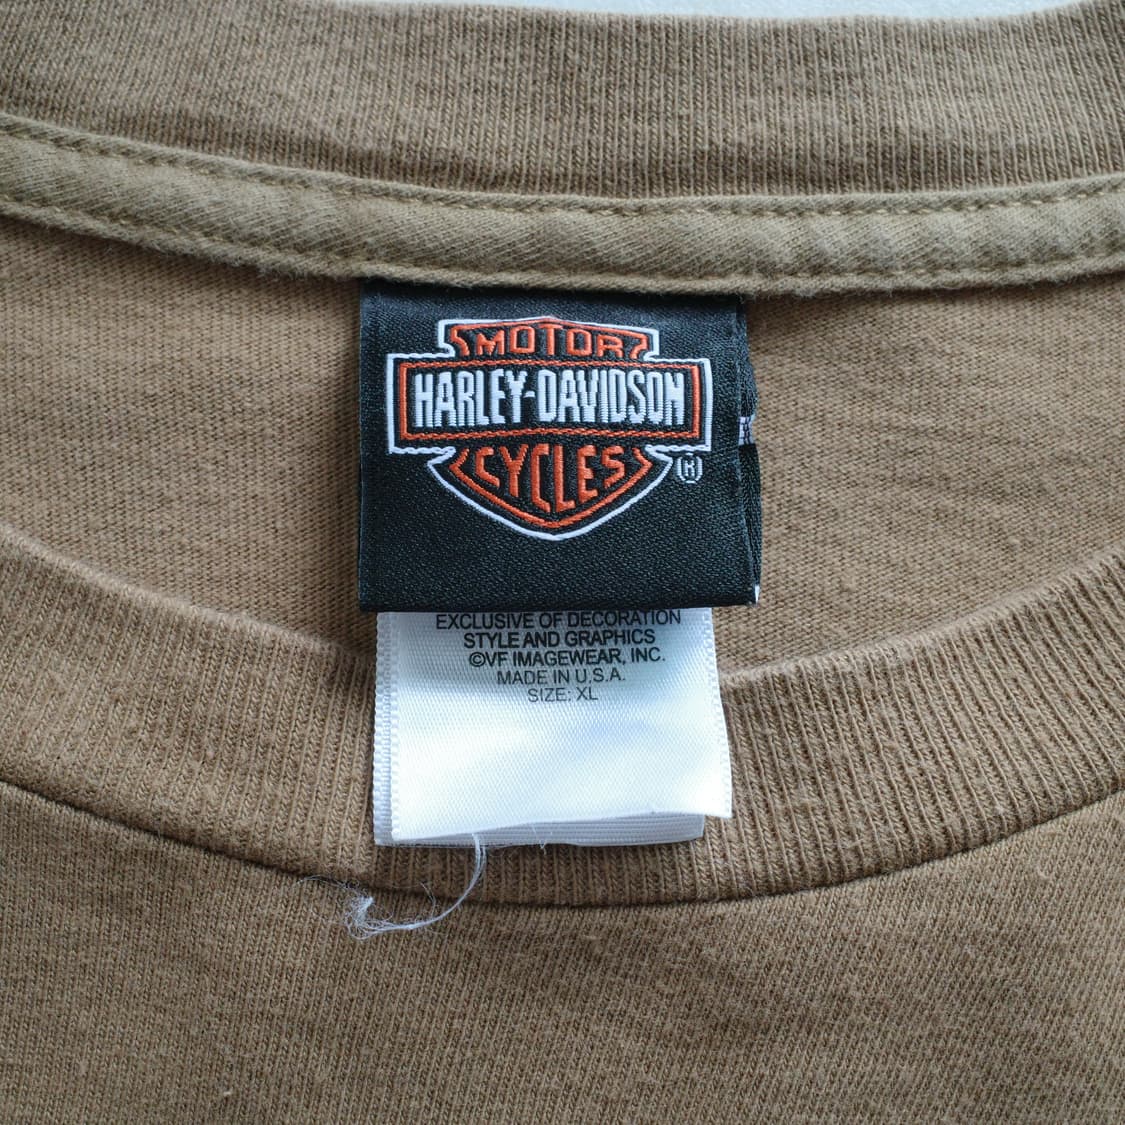 MOTOR
HARLEY-DAVIDSON
CYCLES
®
EXCLUSIVE OF DECORATION
STYLE AND GRAPHICS
©VF IMAGEWEAR, INC.
MADE IN U.S.A.
SIZE: XL